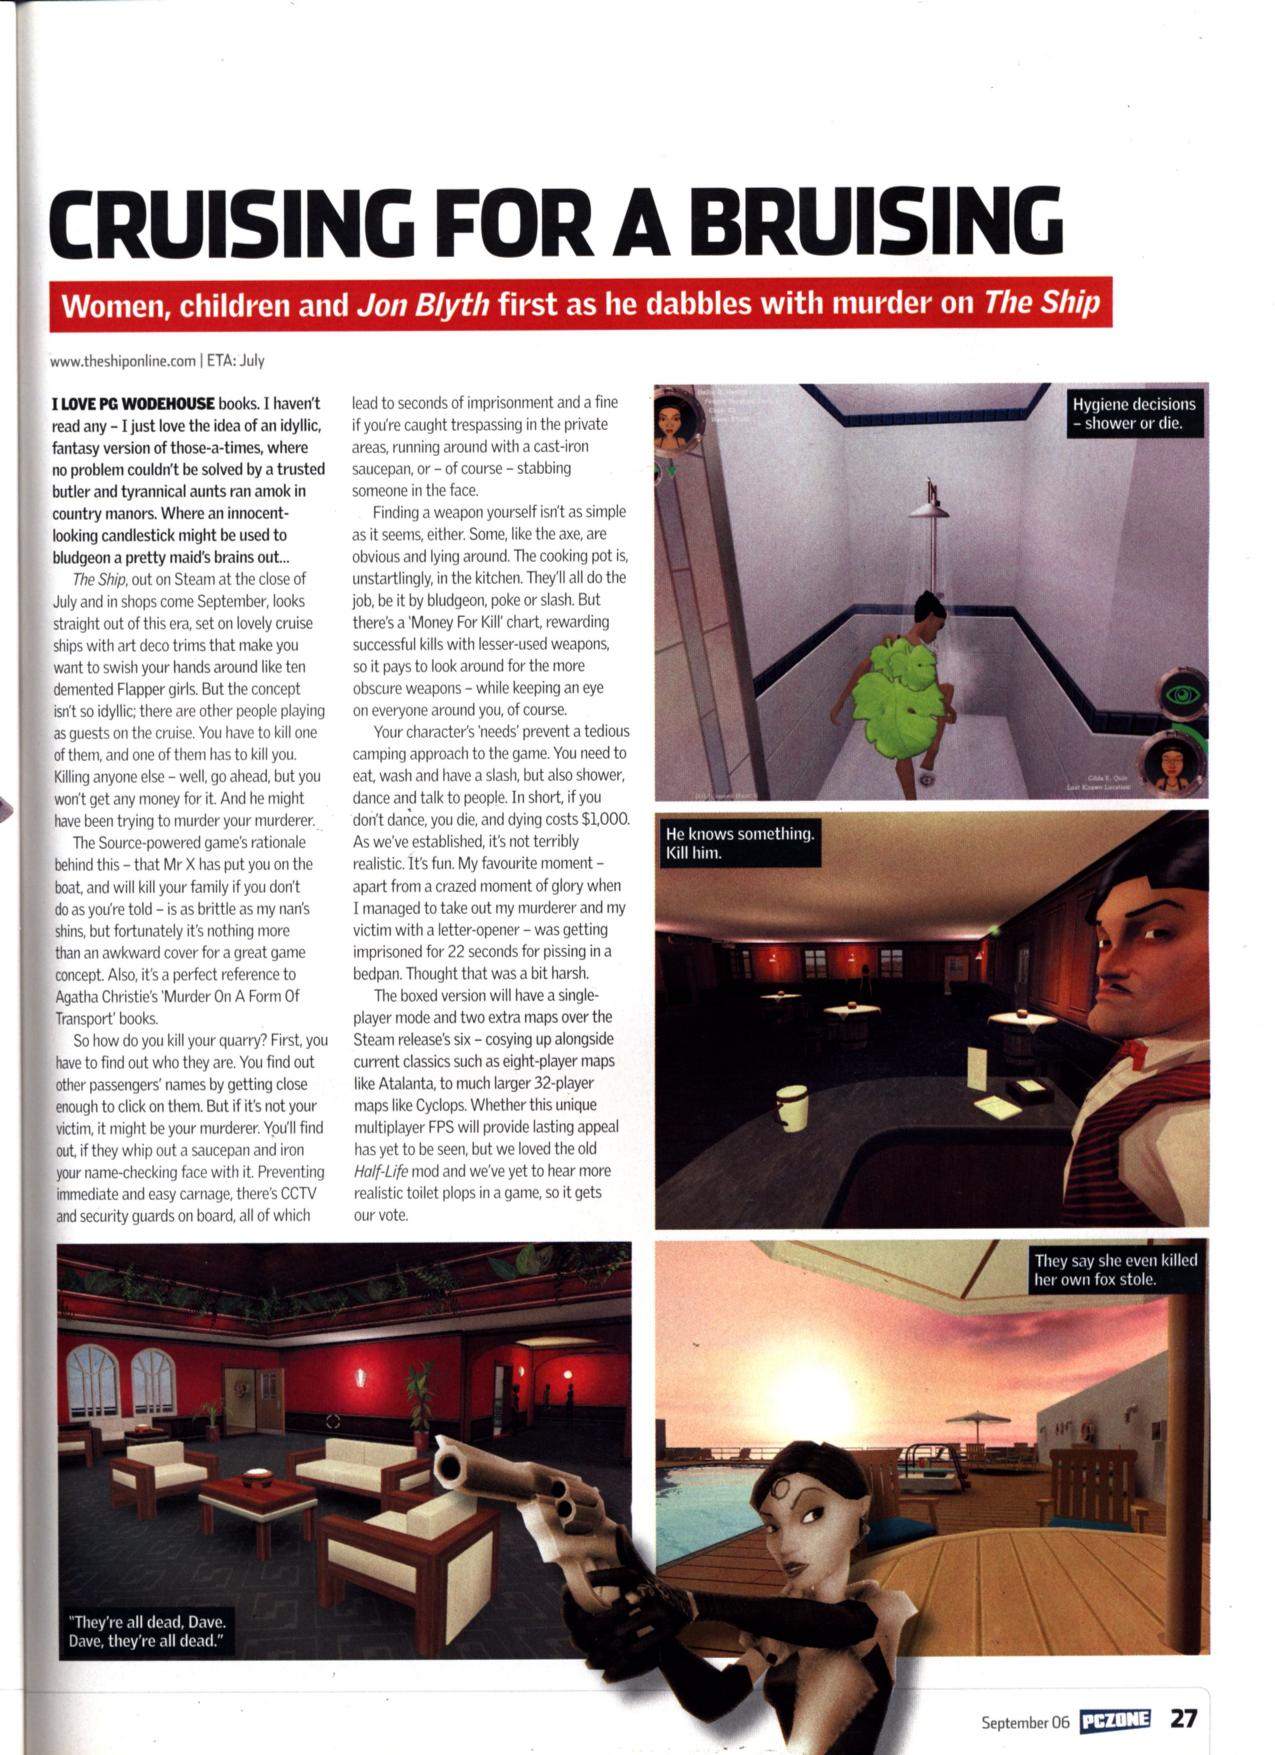 CRUISING FOR A BRUISING
Women, children and Jon Blyth first as he dabbles with murder on The Ship
www.theshiponline.com | ETA: July
I LOVE PG WODEHOUSE books. I haven't
read any – I just love the idea of an idyllic,
fantasy version of those-a-times, where
no problem couldn't be solved by a trusted
butler and tyrannical aunts ran amok in
country manors. Where an innocent-
looking candlestick might be used to
bludgeon a pretty maid's brains out...
The Ship, out on Steam at the close of
July and in shops come September, looks
straight out of this era, set on lovely cruise
ships with art deco trims that make you
want to swish your hands around like ten
demented Flapper girls. But the concept
isn't so idyllic; there are other people playing
as guests on the cruise. You have to kill one
of them, and one of them has to kill you.
Killing anyone else – well, go ahead, but you
won't get any money for it. And he might
have been trying to murder your murderer.
The Source-powered game's rationale
behind this – that Mr X has put you on the
boat, and will kill your family if you don't
do as you're told – is as brittle as my nan's
shins, but fortunately it's nothing more
than an awkward cover for a great game
concept. Also, it's a perfect reference to
Agatha Christie's 'Murder On A Form Of
Transport' books.
So how do you kill your quarry? First, you
have to find out who they are. You find out
other passengers' names by getting close
enough to click on them. But if it's not your
victim, it might be your murderer. You'll find
out, if they whip out a saucepan and iron
your name-checking face with it. Preventing
immediate and easy carnage, there's CCTV
and security guards on board, all of which
lead to seconds of imprisonment and a fine
if you're caught trespassing in the private
areas, running around with a cast-iron
saucepan, or – of course – stabbing
someone in the face.
Finding a weapon yourself isn't as simple
as it seems, either. Some, like the axe, are
obvious and lying around. The cooking pot is,
unstartlingly, in the kitchen. They'll all do the
job, be it by bludgeon, poke or slash. But
there's a 'Money For Kill' chart, rewarding
successful kills with lesser-used weapons,
so it pays to look around for the more
obscure weapons – while keeping an eye
on everyone around you, of course.
Your character's 'needs' prevent a tedious
camping approach to the game. You need to
eat, wash and have a slash, but also shower,
dance and talk to people. In short, if you
don't dance, you die, and dying costs $1,000.
As we've established, it's not terribly
realistic. It's fun. My favourite moment –
apart from a crazed moment of glory when
I managed to take out my murderer and my
victim with a letter-opener – was getting
imprisoned for 22 seconds for pissing in a
bedpan. Thought that was a bit harsh.
The boxed version will have a single-
player mode and two extra maps over the
Steam release's six – cosying up alongside
current classics such as eight-player maps
like Atalanta, to much larger 32-player
maps like Cyclops. Whether this unique
multiplayer FPS will provide lasting appeal
has yet to be seen, but we loved the old
Half-Life mod and we've yet to hear more
realistic toilet plops in a game, so it gets
our vote.
Hygiene decisions
– shower or die.
Gilda E. Quin
Last Known Location:
He knows something.
Kill him.
They say she even killed
her own fox stole.
"They're all dead, Dave.
Dave, they're all dead."
September 06 PCZONE 27